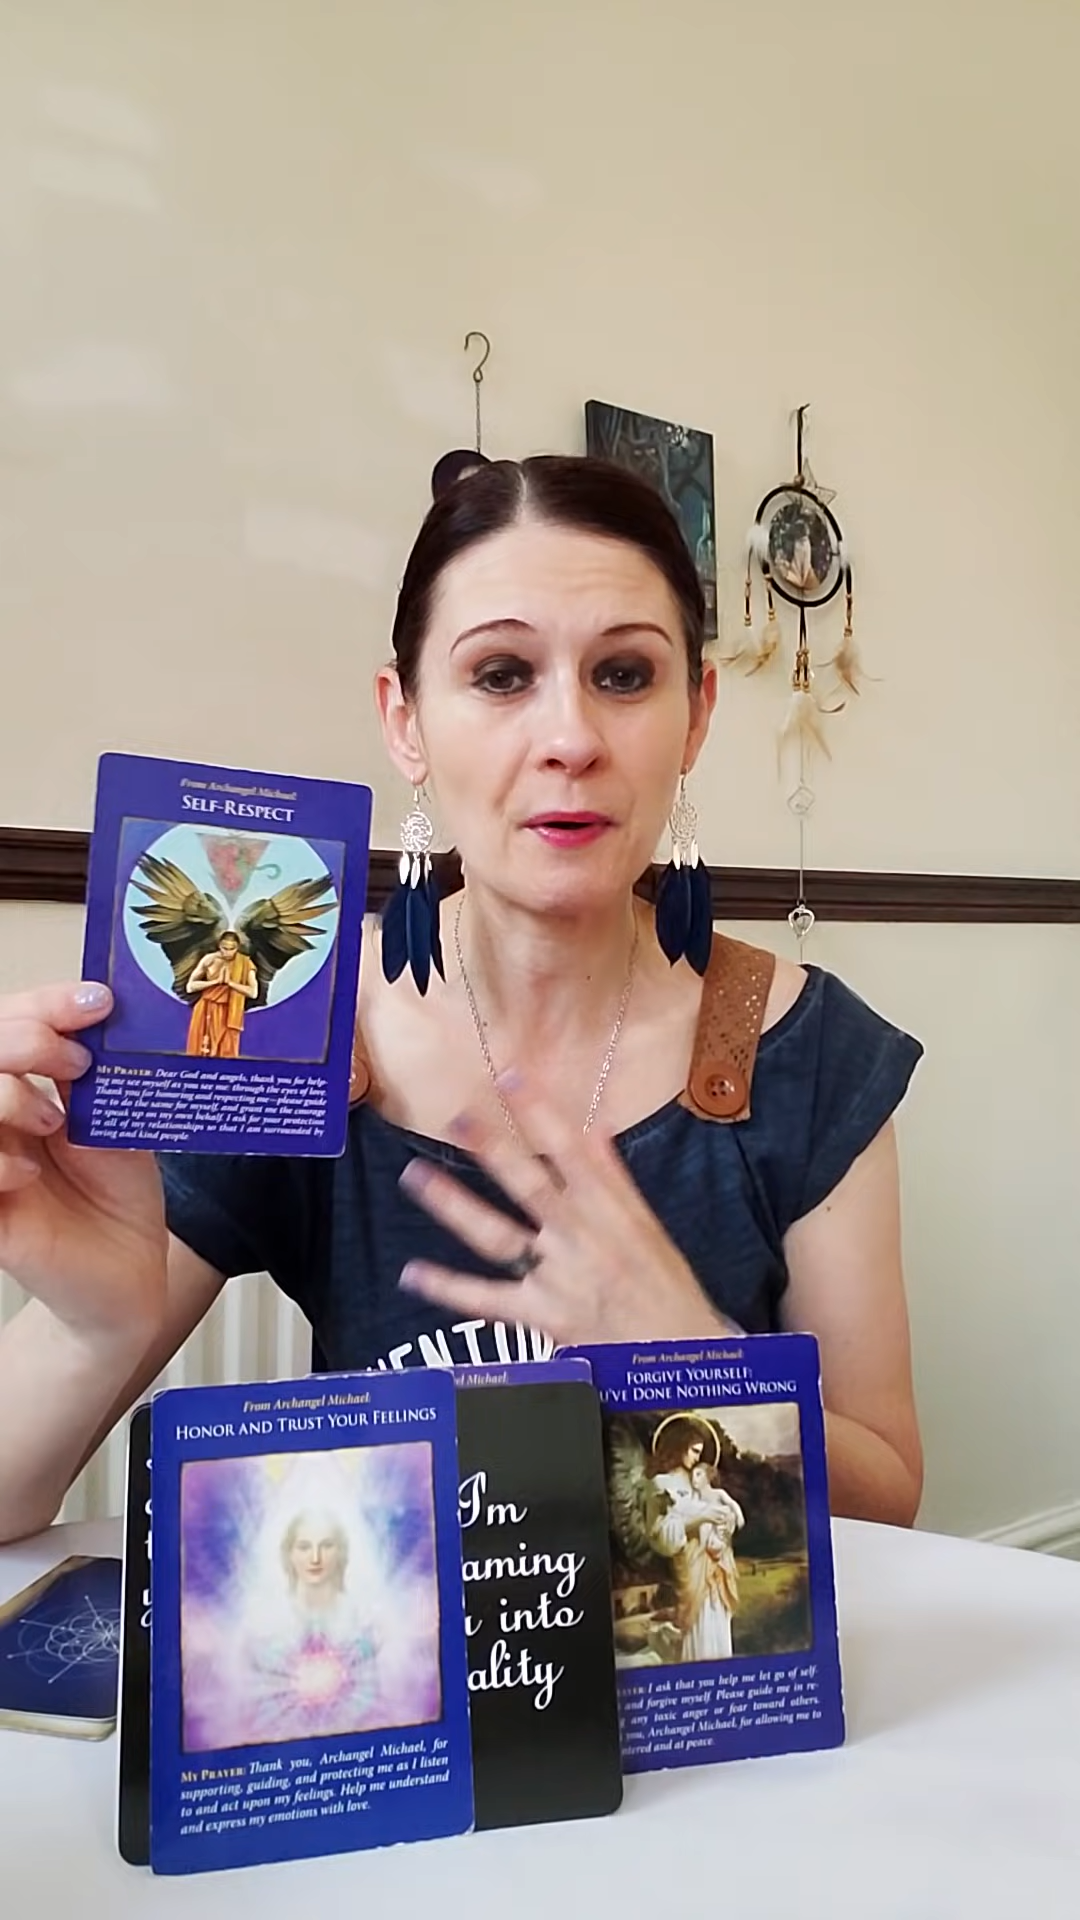 From Archangel Michael:
SELF-RESPECT
MY PRAYER: Dear God and angels, thank you for help-
ing me see myself as you see me: through the eyes of love.
Thank you for honoring and respecting me—please guide
me to do the same for myself, and grant me the courage
to speak up on my own behalf. I ask for your protection
in all of my relationships so that I am surrounded by
loving and kind people.
From Archangel Michael:
HONOR AND TRUST YOUR FEELINGS
MY PRAYER: Thank you, Archangel Michael, for
supporting, guiding, and protecting me as I listen
to and act upon my feelings. Help me understand
and express my emotions with love.
el Michael:
I'm
aming
into
ality
From Archangel Michael:
FORGIVE YOURSELF:
U'VE DONE NOTHING WRONG
I ask that you help me let go of self-
and forgive myself. Please guide me in re-
any toxic anger or fear toward others.
you, Archangel Michael, for allowing me to
ntered and at peace.